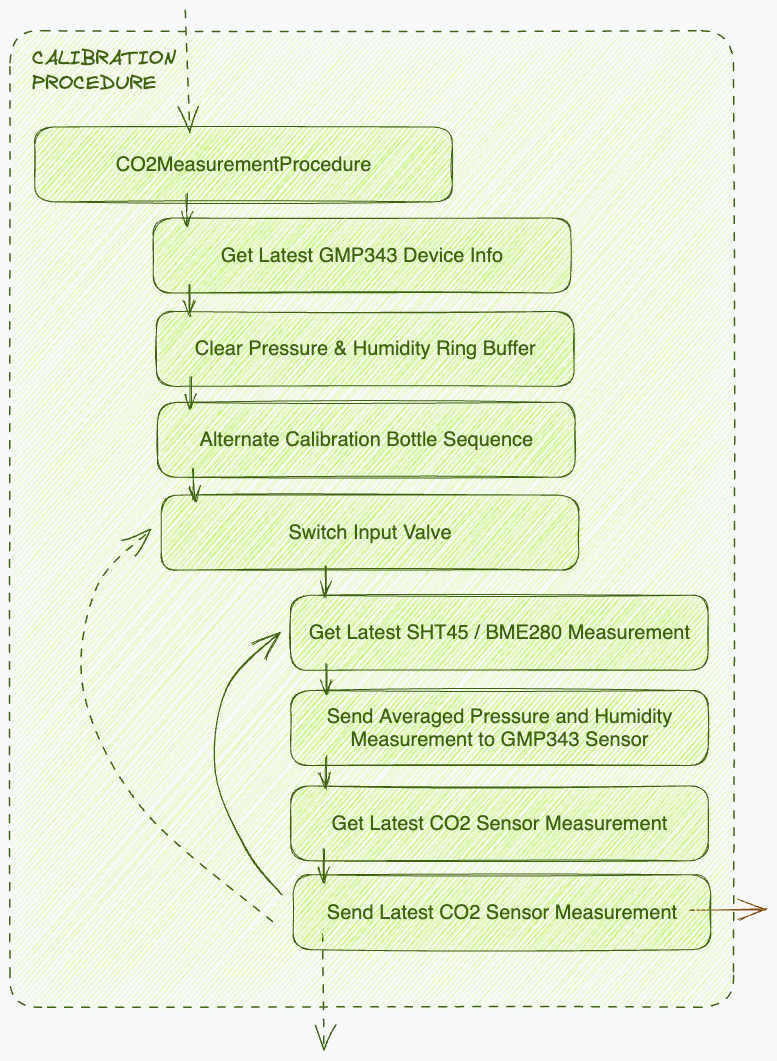 CALIBRATION
PROCEDURE
CO2MeasurementProcedure
Get Latest GMP343 Device Info
Clear Pressure & Humidity Ring Buffer
Alternate Calibration Bottle Sequence
Switch Input Valve
Get Latest SHT45 / BME280 Measurement
Send Averaged Pressure and Humidity
Measurement to GMP343 Sensor
Get Latest CO2 Sensor Measurement
Send Latest CO2 Sensor Measurement